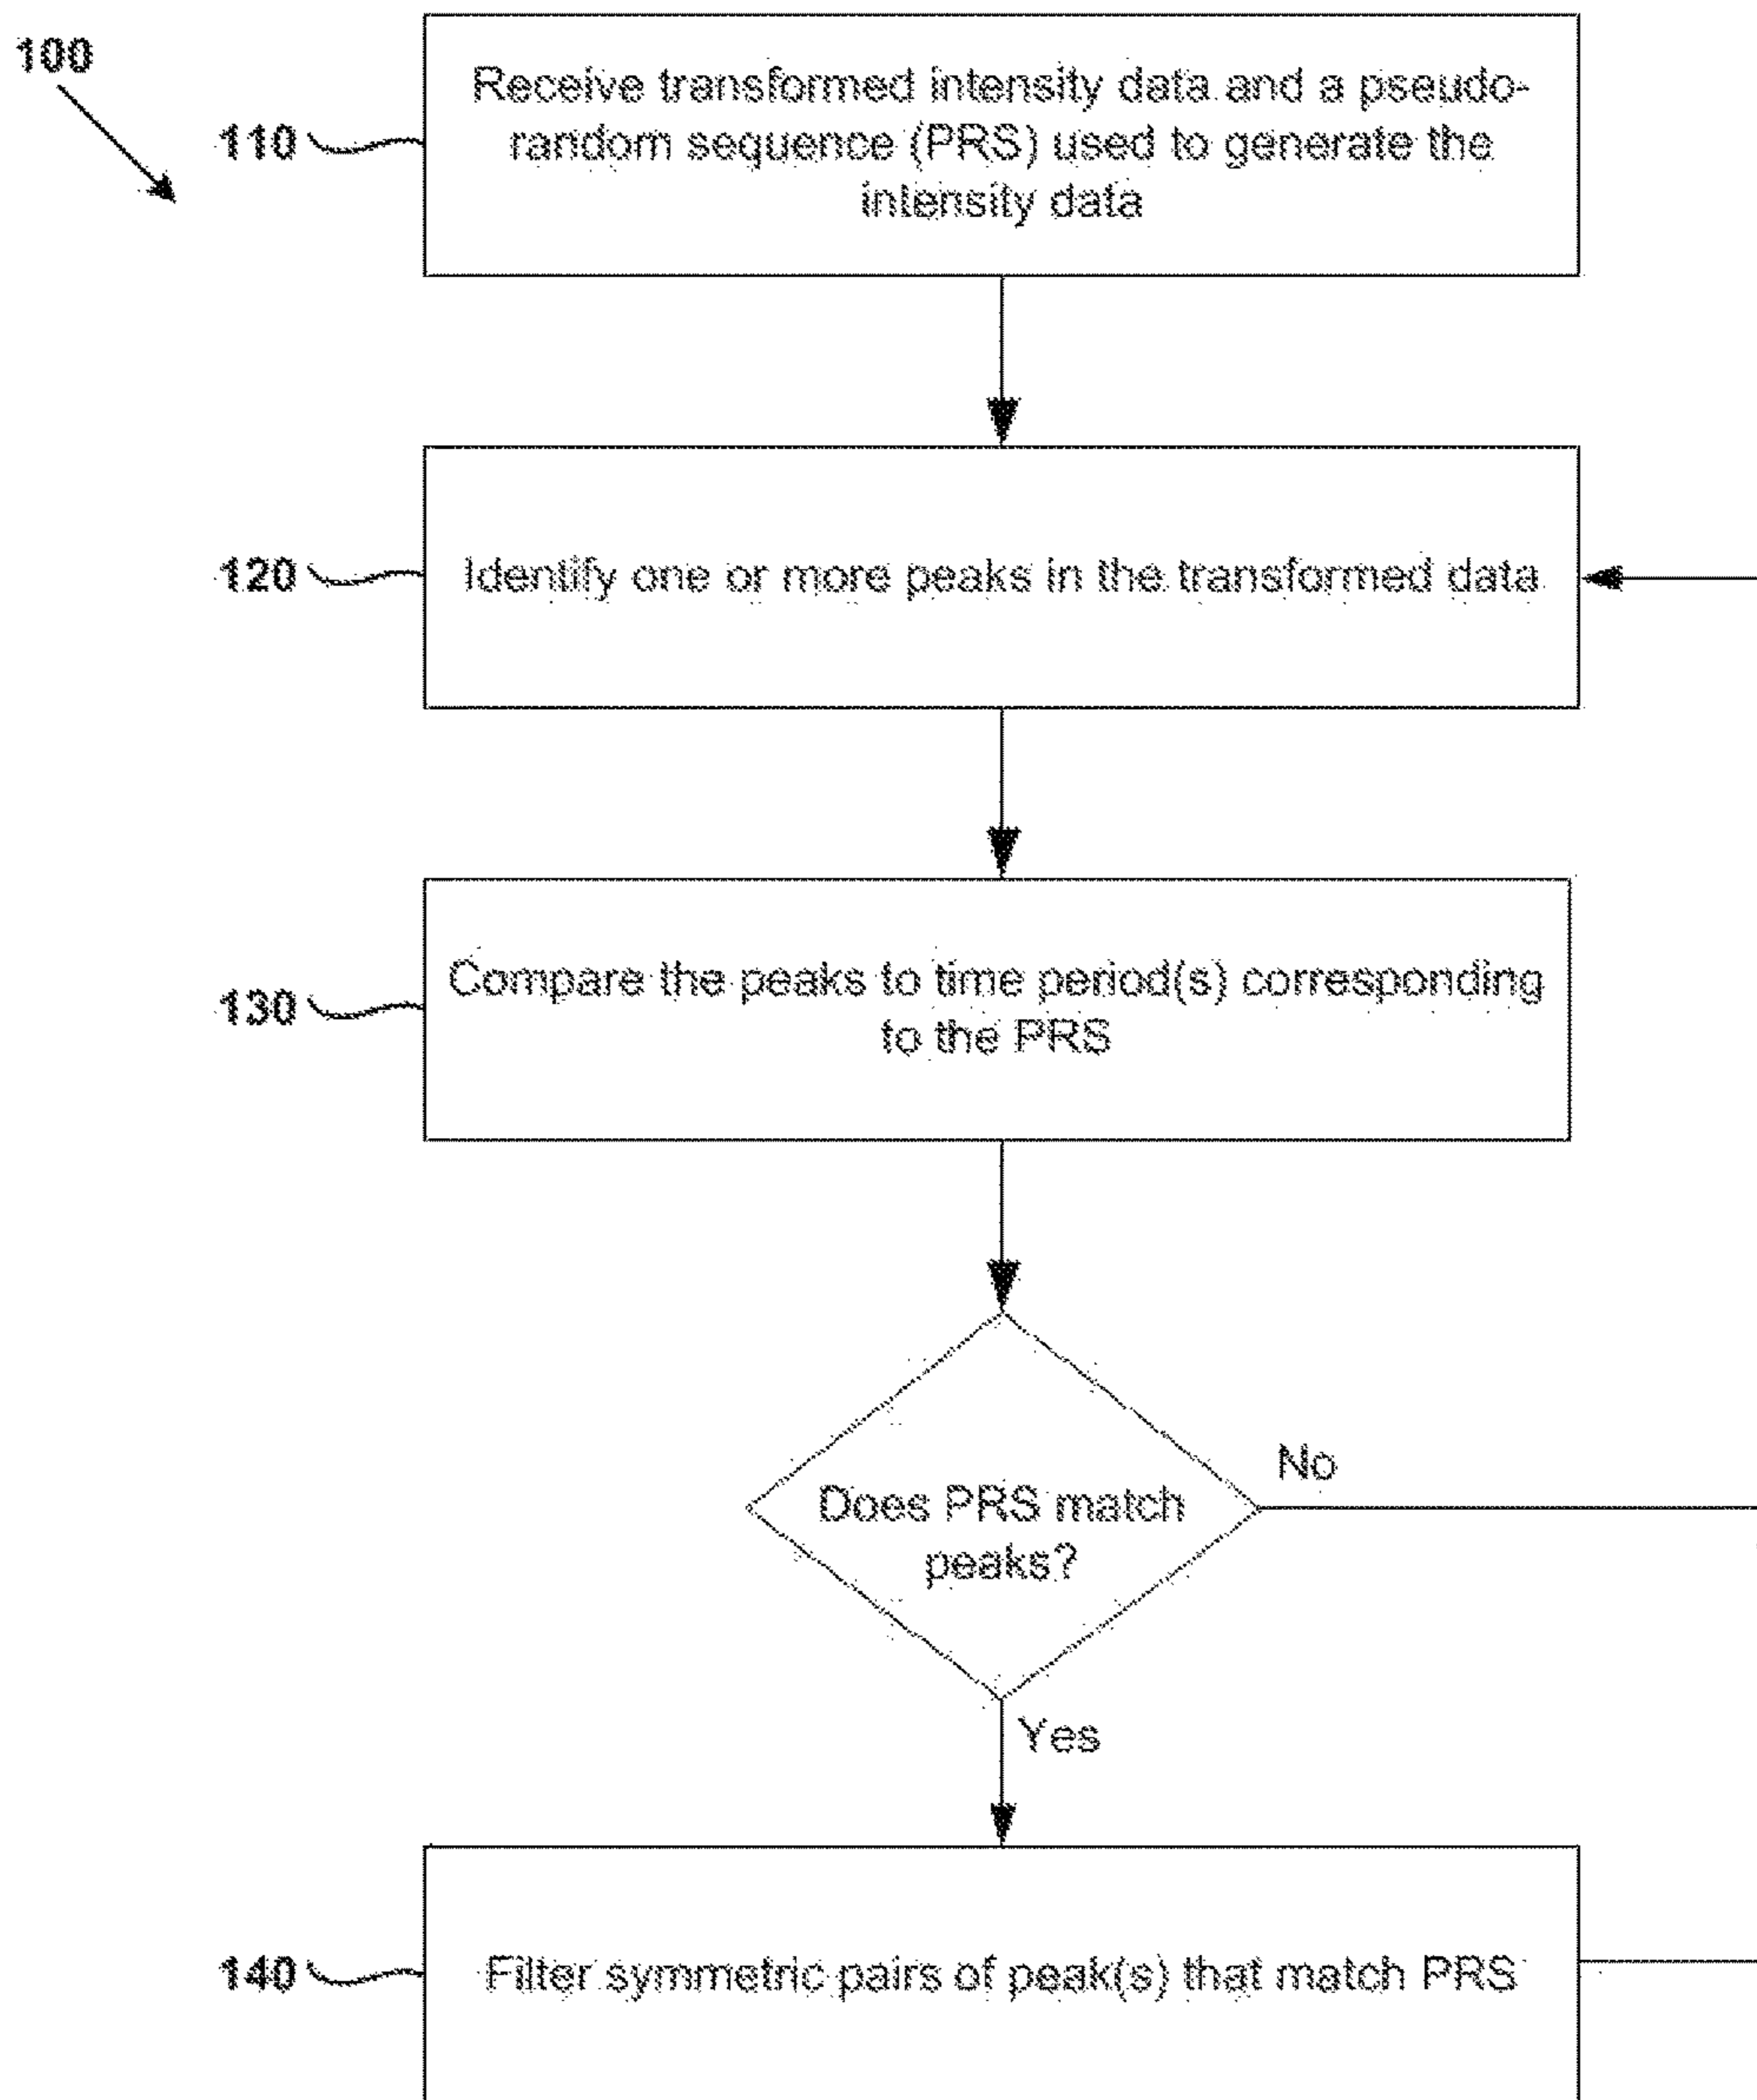 100
110
Receive transformed intensity data and a pseudo-
random sequence (PRS) used to generate the
intensity data
120
Identify one or more peaks in the transformed data
130
Compare the peaks to time period(s) corresponding
to the PRS
No
Does PRS match
peaks?
Yes
140
Filter symmetric pairs of peak(s) that match PRS